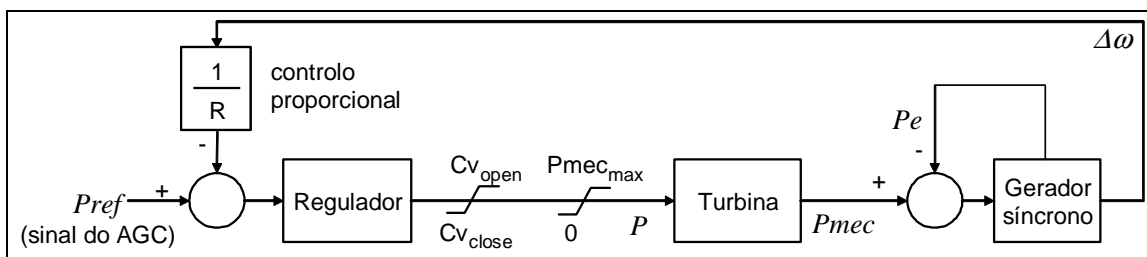 Δω
1
R
controlo
proporcional
-
Pe
-
Cv_open
Pmec_max
+
Pref
(sinal do AGC)
Regulador
Cv_close
0
P
Turbina
+
Pmec
Gerador
síncrono